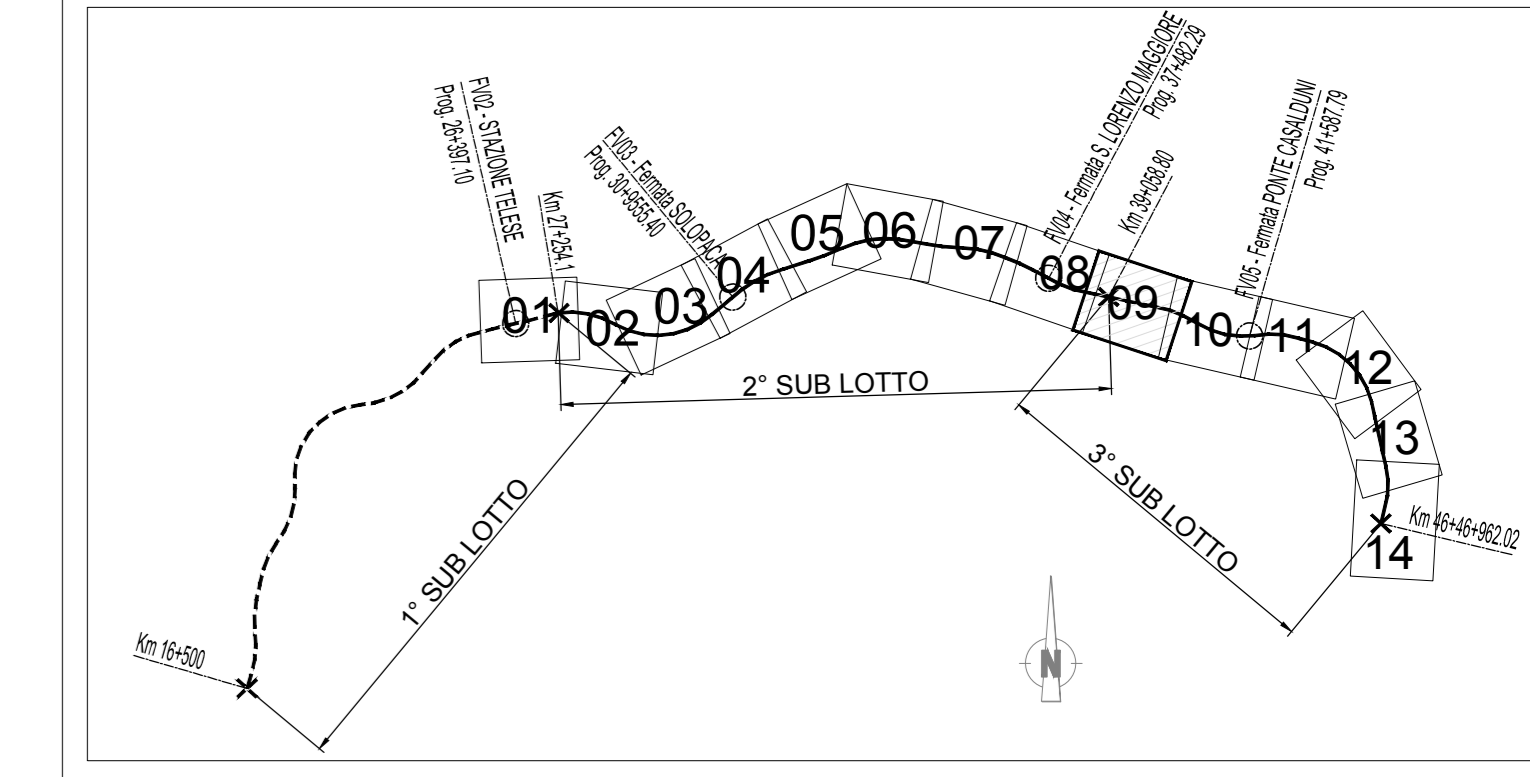 FV02 - STAZIONE TELESE
Prog. 26+397.10
Km 27+254.1
FV03 - Fermata SOLOPACA
Prog. 30+9555.40
FV04 - Fermata S. LORENZO MAGGIORE
Prog. 37+482.29
Km 39+058.80
FV05 - Fermata PONTE CASALDUNI
Prog. 41+587.79
01
02
03
04
05
06
07
08
09
10
11
12
13
14
Km 46+46+962.02
2° SUB LOTTO
3° SUB LOTTO
1° SUB LOTTO
Km 16+500
N